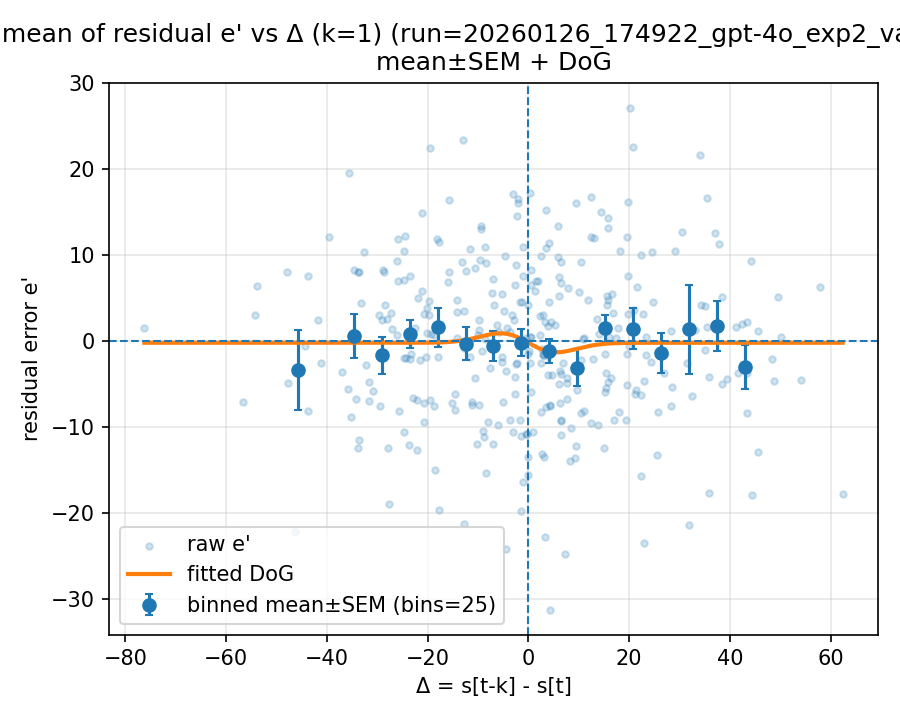 mean of residual e' vs Δ (k=1) (run=20260126_174922_gpt-4o_exp2_va
mean±SEM + DoG
30
20
10
0
−10
−20
−30
residual error e'
raw e'
fitted DoG
binned mean±SEM (bins=25)
−80
−60
−40
−20
0
20
40
60
Δ = s[t-k] - s[t]